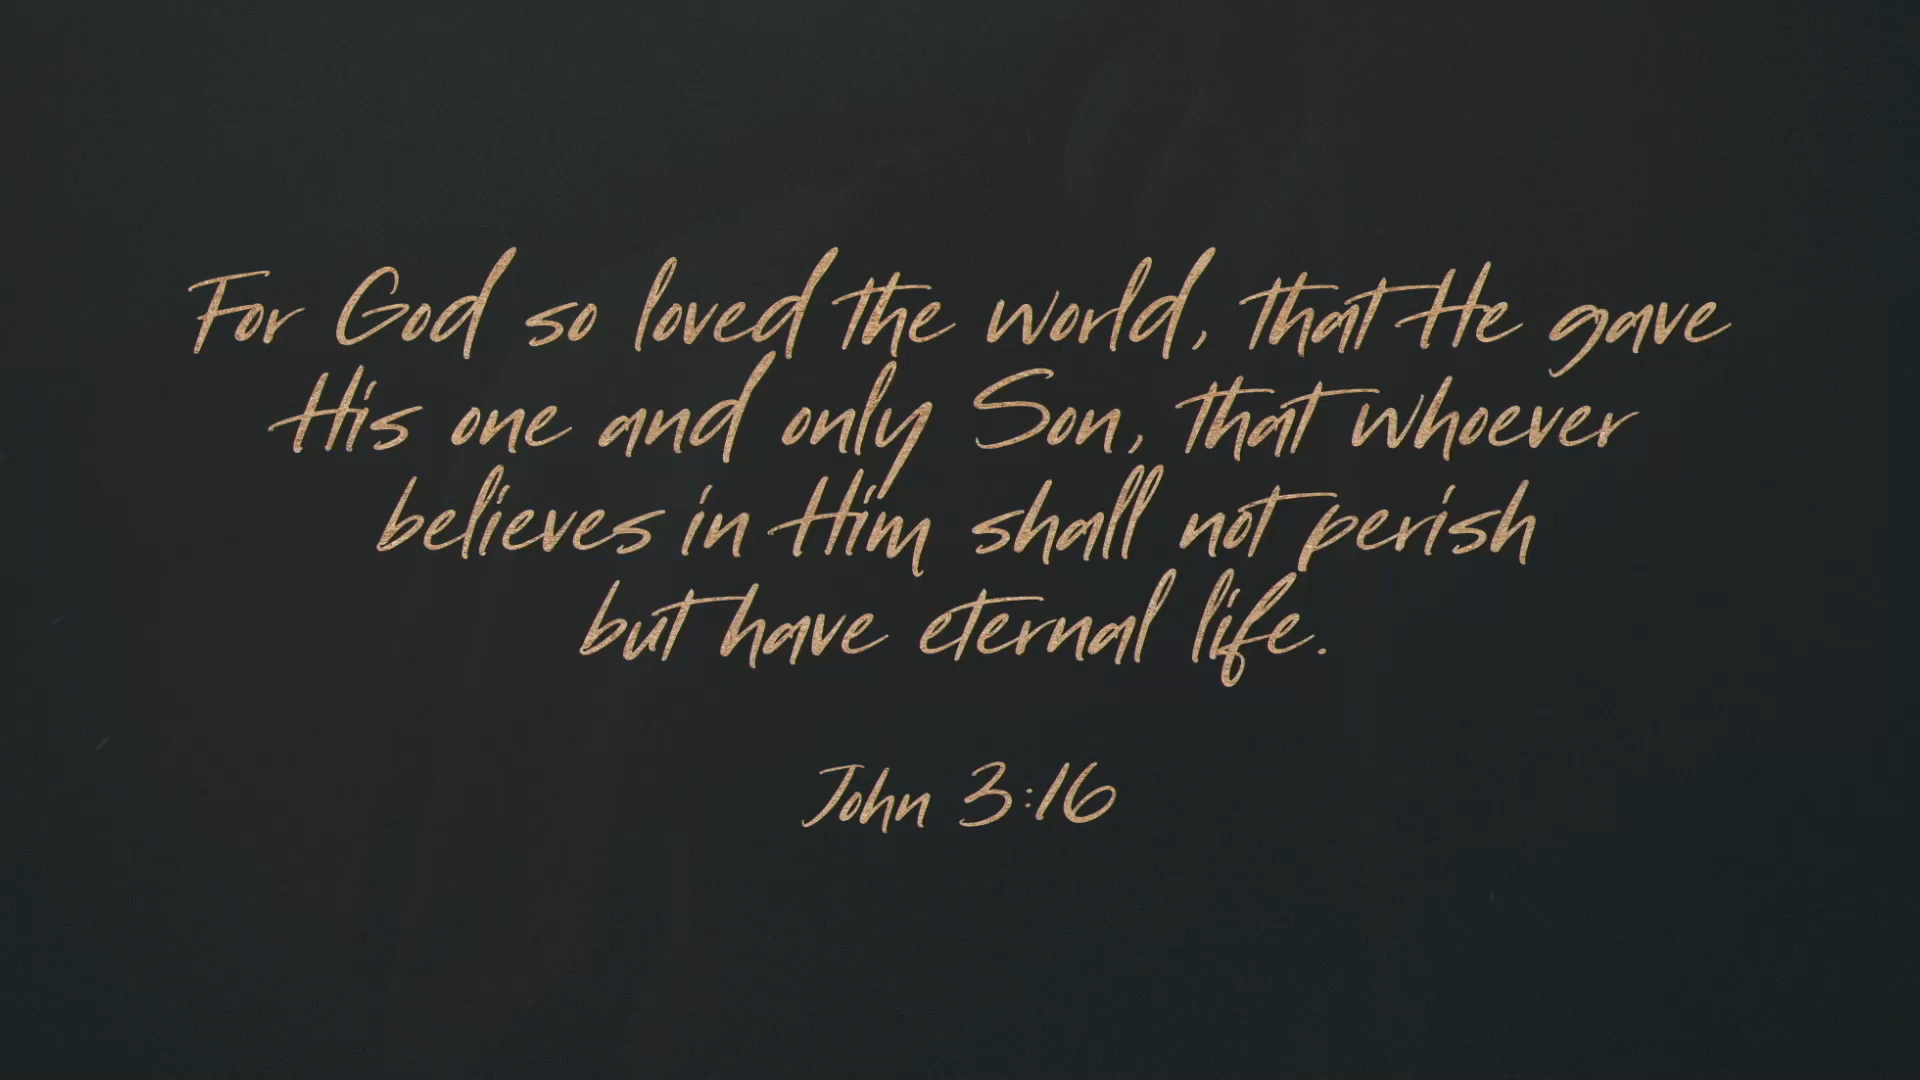 For God so loved the world, that He gave
His one and only Son, that whoever
believes in Him shall not perish
but have eternal life.
John 3:16